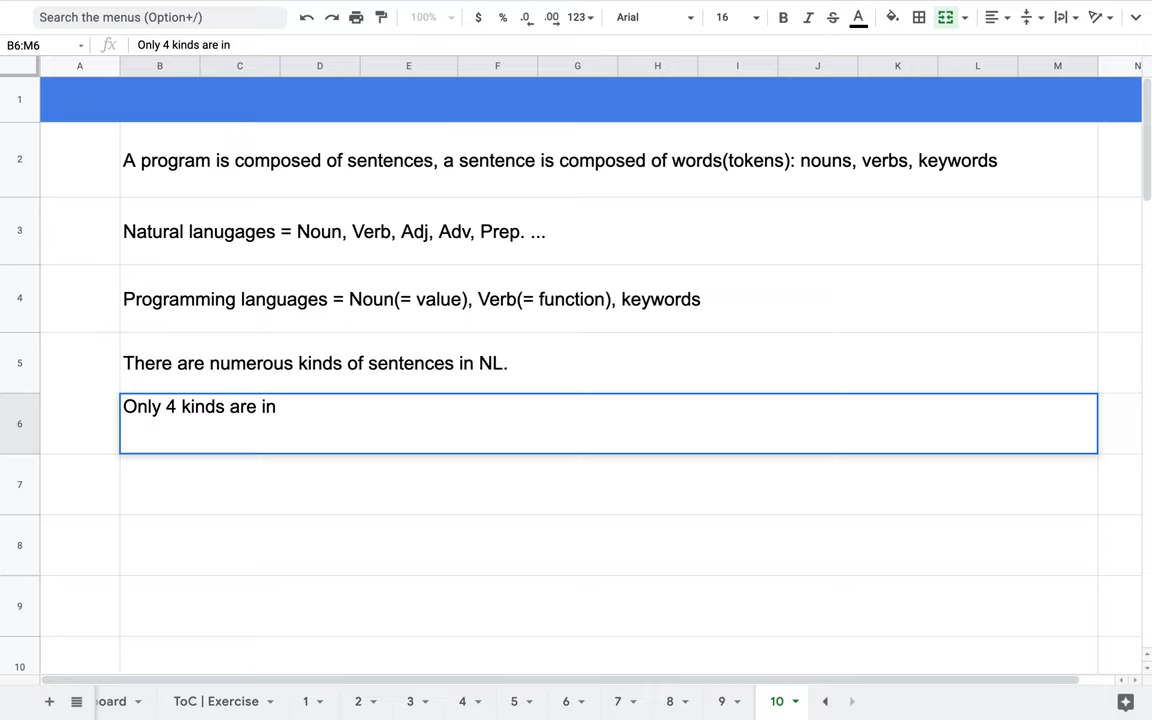 Search the menus (Option+/)
100%
$ % .0 .00 123
Arial
16
B I S A
B6:M6
fx Only 4 kinds are in
A B C D E F G H I J K L M N
1
2 A program is composed of sentences, a sentence is composed of words(tokens): nouns, verbs, keywords
3 Natural lanugages = Noun, Verb, Adj, Adv, Prep. ...
4 Programming languages = Noun(= value), Verb(= function), keywords
5 There are numerous kinds of sentences in NL.
6 Only 4 kinds are in
7
8
9
10
oard ToC | Exercise 1 2 3 4 5 6 7 8 9 10